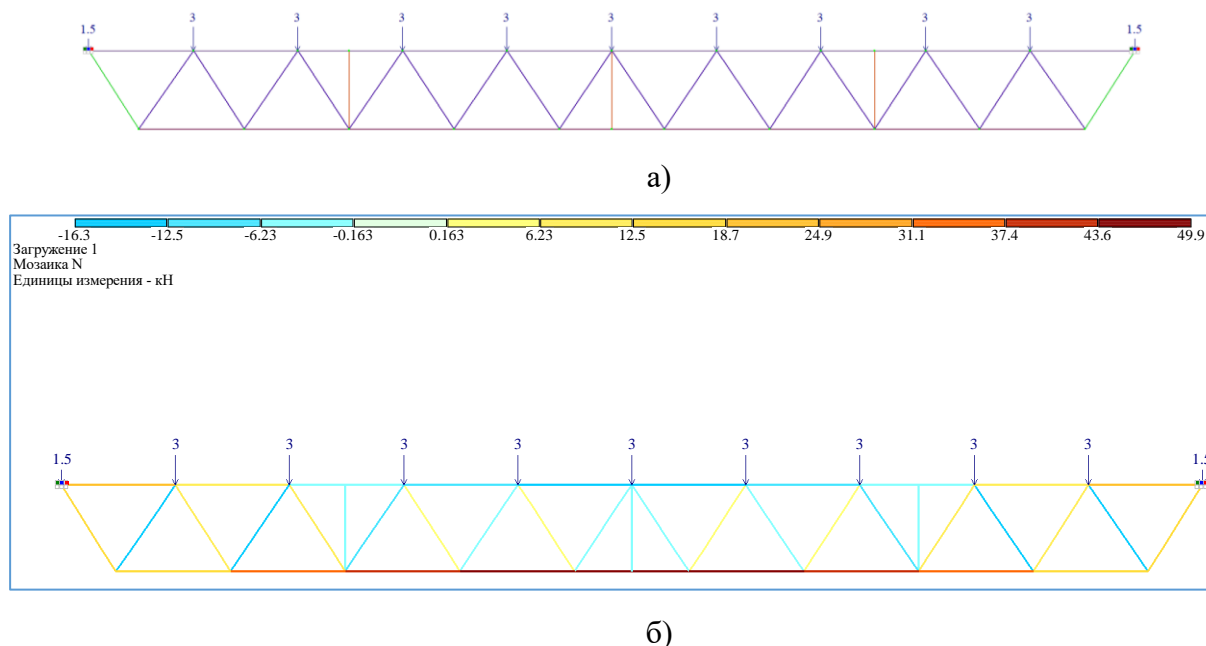 3 3 3 3 3 3 3 3 3
1.5 1.5
а)
-16.3 -12.5 -6.23 -0.163 0.163 6.23 12.5 18.7 24.9 31.1 37.4 43.6 49.9
Загружение 1
Мозаика N
Единицы измерения - кН
3 3 3 3 3 3 3 3 3
1.5 1.5
б)